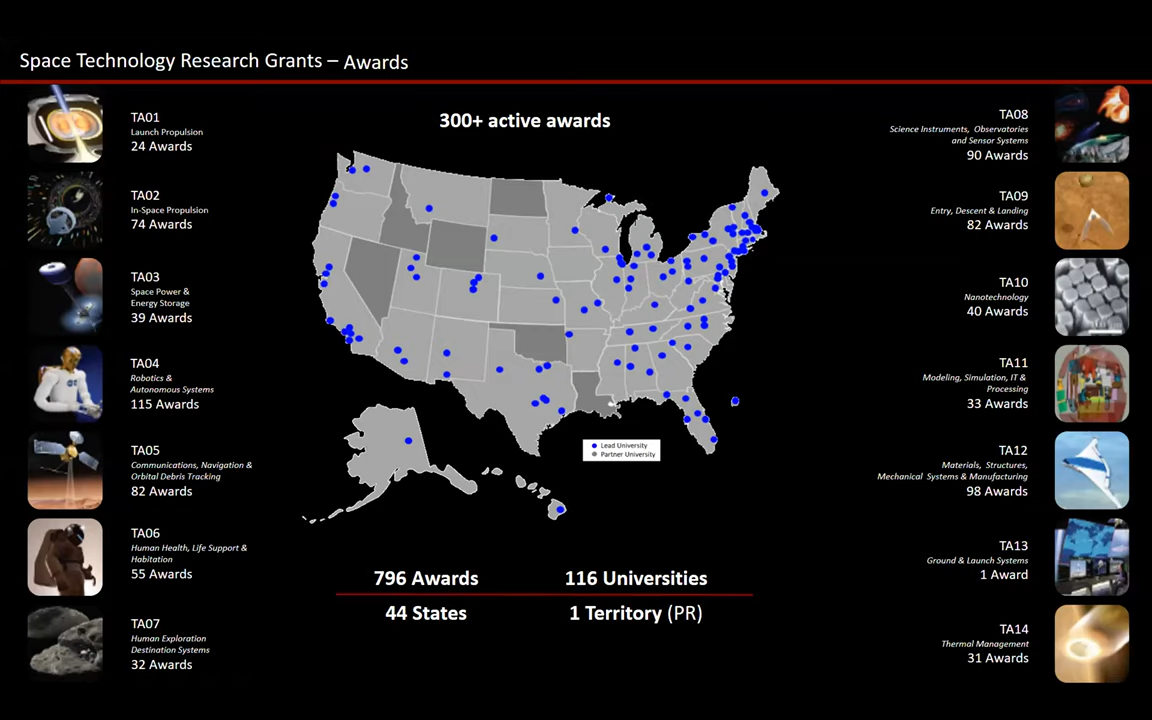 Space Technology Research Grants – Awards
TA01
Launch Propulsion
24 Awards
TA02
In-Space Propulsion
74 Awards
TA03
Space Power &
Energy Storage
39 Awards
TA04
Robotics &
Autonomous Systems
115 Awards
TA05
Communications, Navigation &
Orbital Debris Tracking
82 Awards
TA06
Human Health, Life Support &
Habitation
55 Awards
TA07
Human Exploration
Destination Systems
32 Awards
300+ active awards
Lead University
Partner University
796 Awards
116 Universities
44 States
1 Territory (PR)
TA08
Science Instruments, Observatories
and Sensor Systems
90 Awards
TA09
Entry, Descent & Landing
82 Awards
TA10
Nanotechnology
40 Awards
TA11
Modeling, Simulation, IT &
Processing
33 Awards
TA12
Materials, Structures,
Mechanical Systems & Manufacturing
98 Awards
TA13
Ground & Launch Systems
1 Award
TA14
Thermal Management
31 Awards